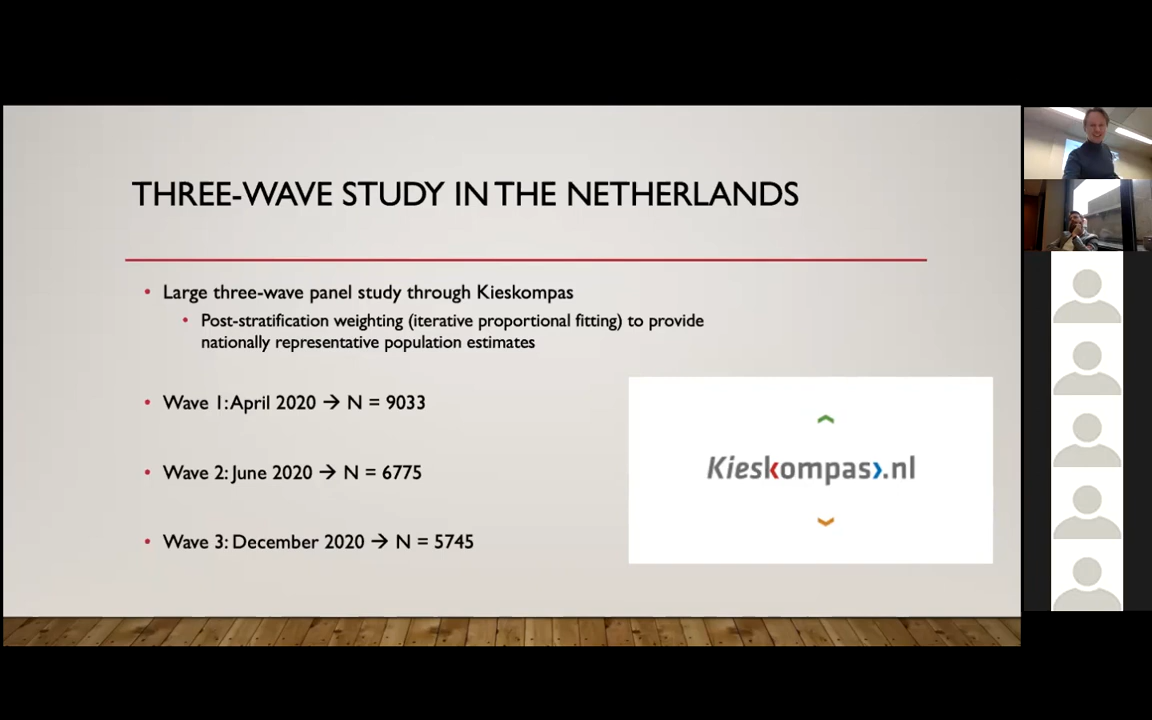 THREE-WAVE STUDY IN THE NETHERLANDS
• Large three-wave panel study through Kieskompas
• Post-stratification weighting (iterative proportional fitting) to provide
nationally representative population estimates
• Wave 1: April 2020 → N = 9033
• Wave 2: June 2020 → N = 6775
• Wave 3: December 2020 → N = 5745
Kieskompas.nl